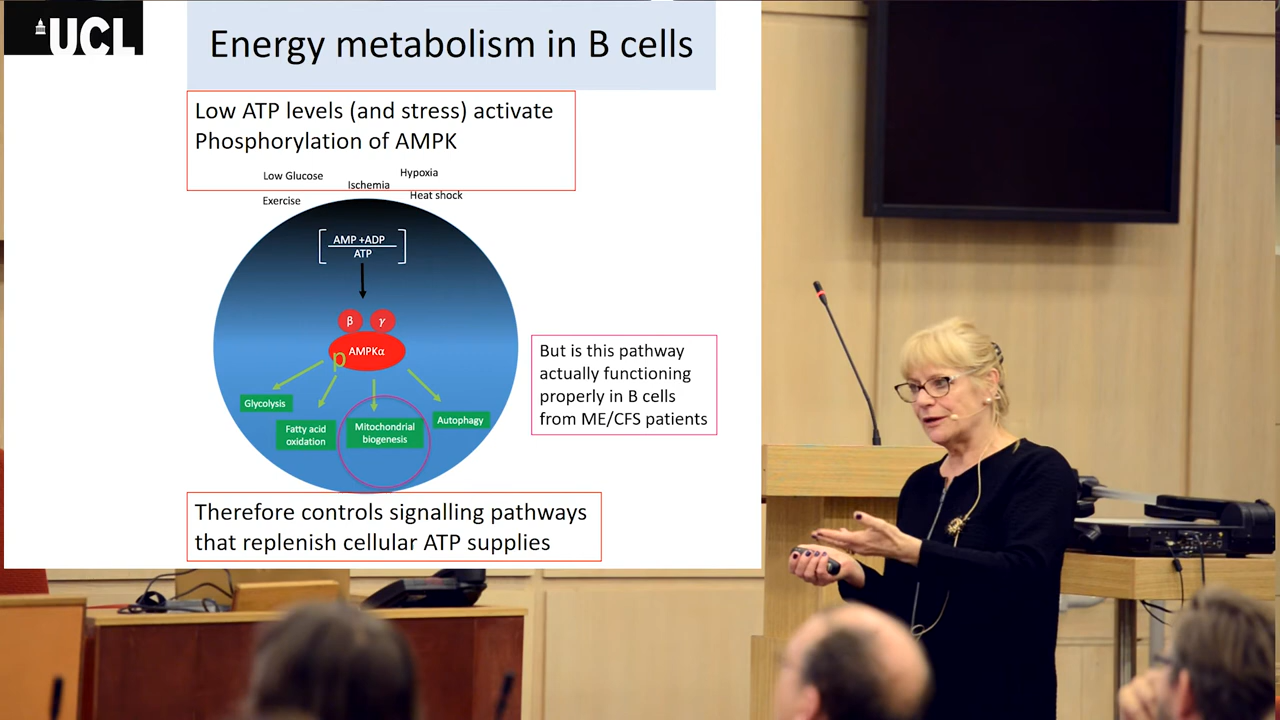 UCL
Energy metabolism in B cells
Low ATP levels (and stress) activate
Phosphorylation of AMPK
Low Glucose
Ischemia
Hypoxia
Exercise
Heat shock
AMP +ADP
ATP
β
γ
AMPKα
p
Glycolysis
Fatty acid
oxidation
Mitochondrial
biogenesis
Autophagy
But is this pathway
actually functioning
properly in B cells
from ME/CFS patients
Therefore controls signalling pathways
that replenish cellular ATP supplies